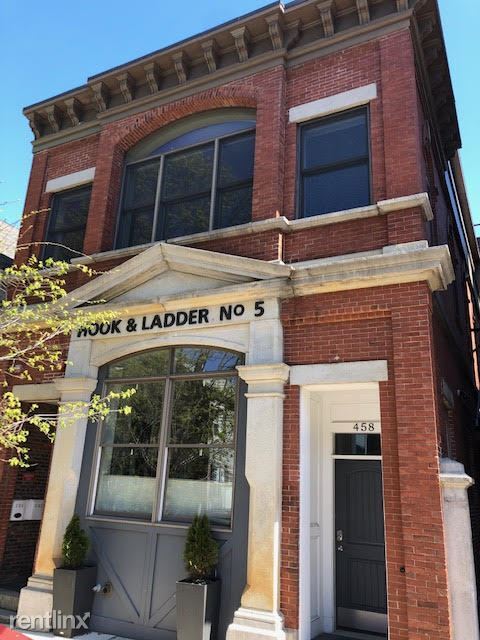 HOOK & LADDER No 5
458
rentlinx